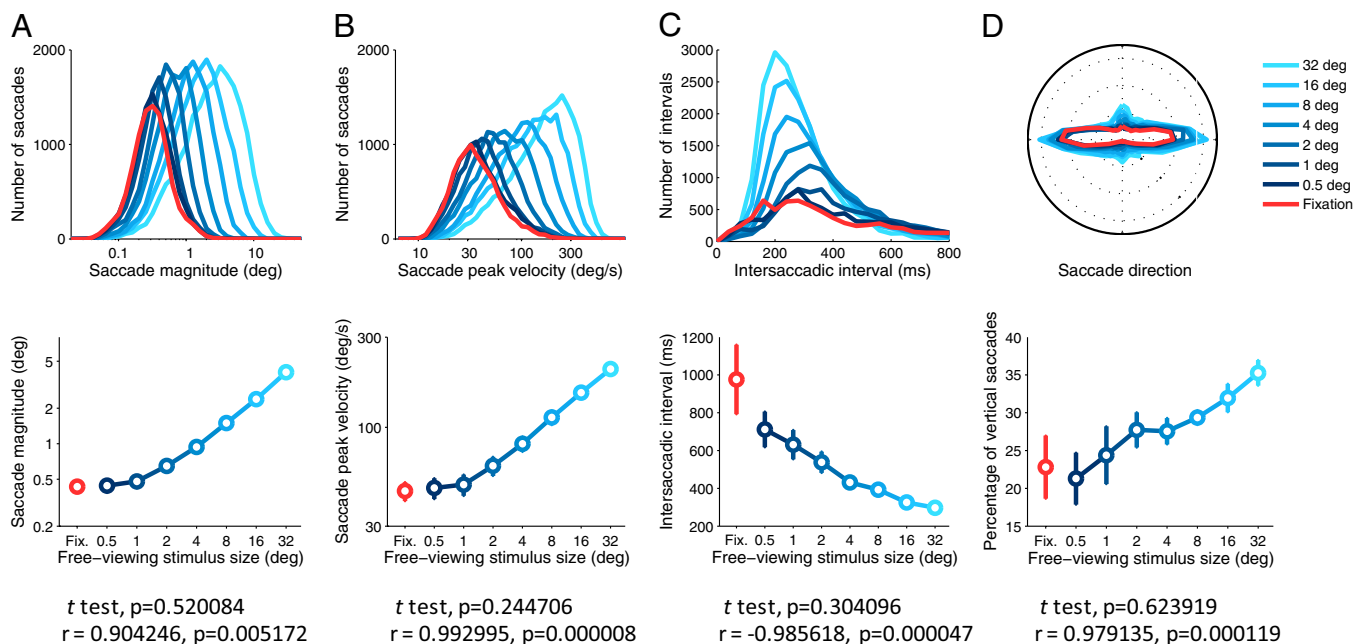 A
Number of saccades
2000
1000
0
0.1
1
10
Saccade magnitude (deg)
B
Number of saccades
2000
1000
0
10
30
100
300
Saccade peak velocity (deg/s)
C
Number of intervals
3000
2500
2000
1500
1000
500
0
0
200
400
600
800
Intersaccadic interval (ms)
D
Saccade direction
32 deg
16 deg
8 deg
4 deg
2 deg
1 deg
0.5 deg
Fixation
Saccade magnitude (deg)
5
2
1
0.5
0.2
Fix.
0.5
1
2
4
8
16
32
Free−viewing stimulus size (deg)
t test, p=0.520084
r = 0.904246, p=0.005172
Saccade peak velocity (deg/s)
300
100
30
Fix.
0.5
1
2
4
8
16
32
Free−viewing stimulus size (deg)
t test, p=0.244706
r = 0.992995, p=0.000008
Intersaccadic interval (ms)
1200
1000
800
600
400
200
Fix.
0.5
1
2
4
8
16
32
Free−viewing stimulus size (deg)
t test, p=0.304096
r = -0.985618, p=0.000047
Percentage of vertical saccades
40
35
30
25
20
15
Fix.
0.5
1
2
4
8
16
32
Free−viewing stimulus size (deg)
t test, p=0.623919
r = 0.979135, p=0.000119